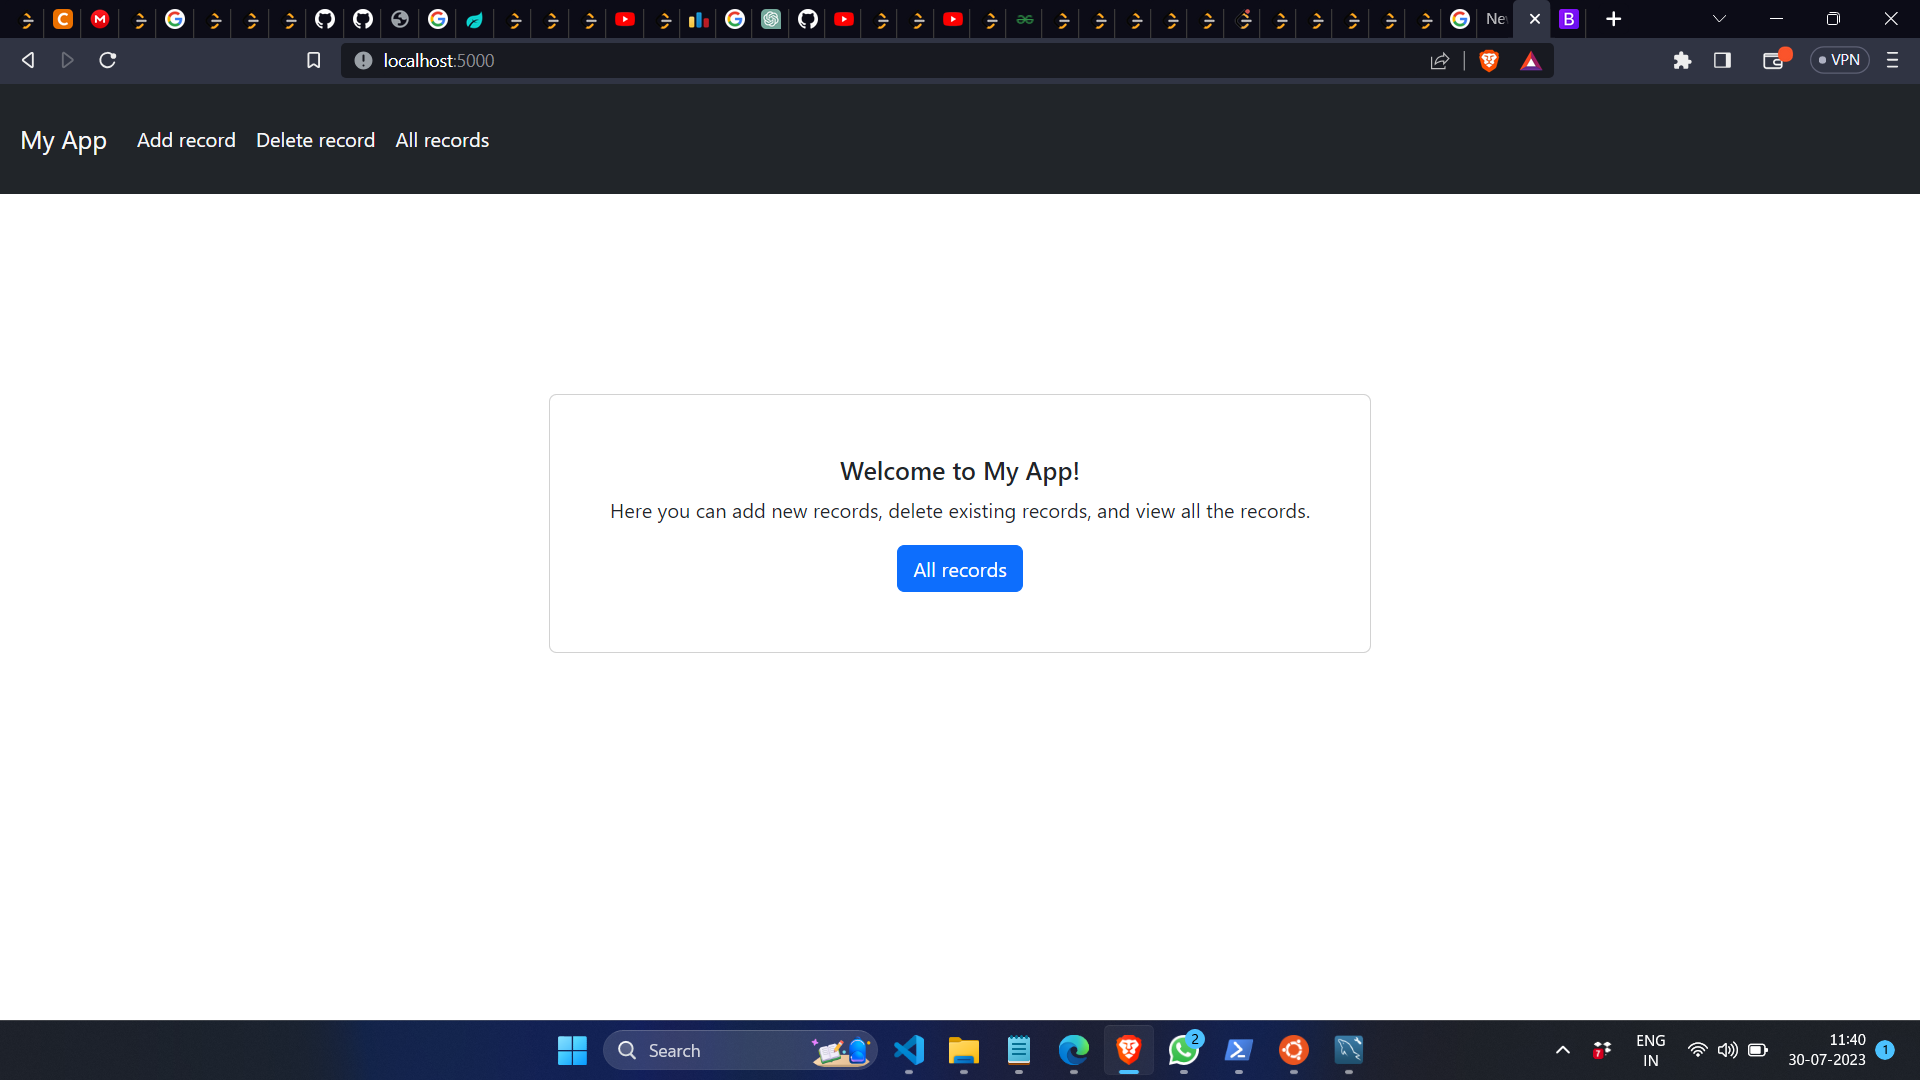 Ne
localhost:5000
VPN
My App Add record Delete record All records
Welcome to My App!
Here you can add new records, delete existing records, and view all the records.
All records
Search
2
7
ENG
IN
11:40
30-07-2023
1